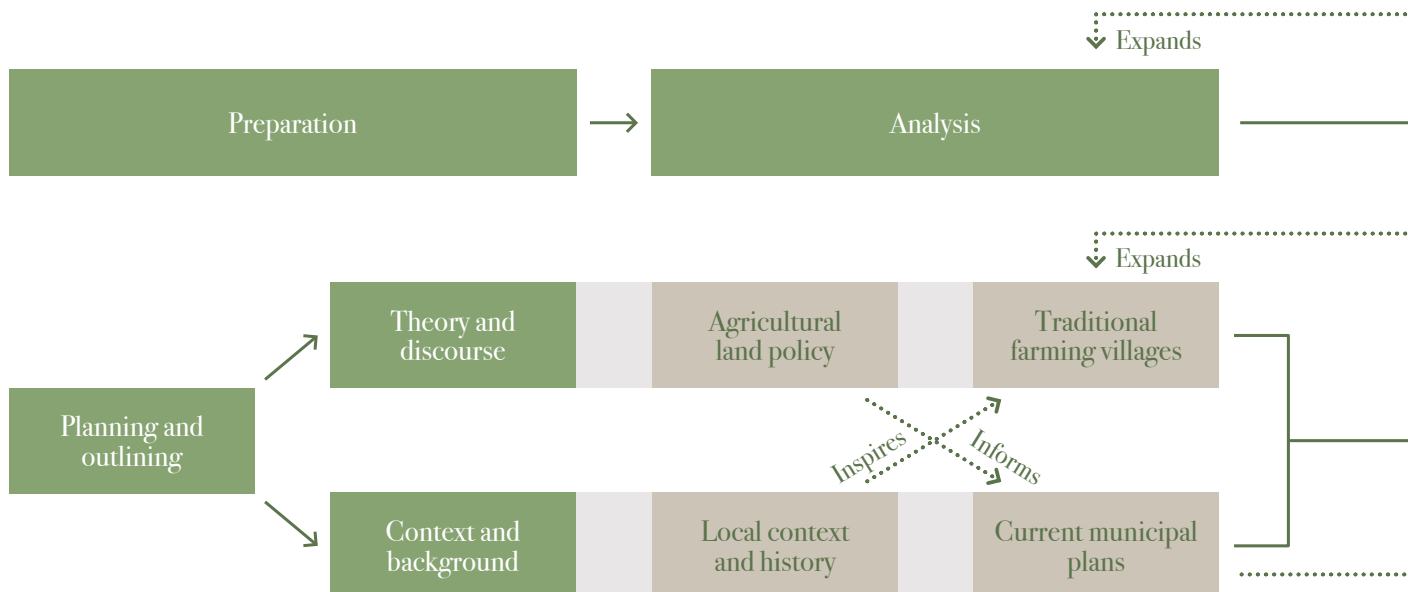 Expands
Preparation
Analysis
Expands
Theory and
discourse
Agricultural
land policy
Traditional
farming villages
Planning and
outlining
Inspires
Informs
Context and
background
Local context
and history
Current municipal
plans